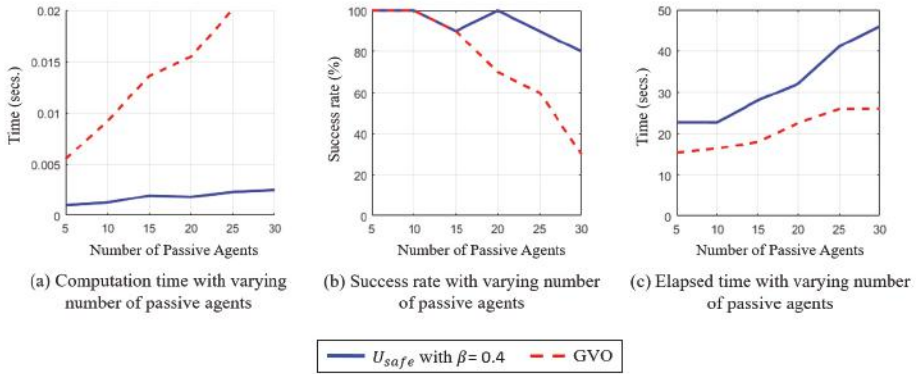 0.02
0.015
0.01
0.005
0
Time (secs.)
5 10 15 20 25 30
Number of Passive Agents
(a) Computation time with varying
number of passive agents
100
80
60
40
20
0
Success rate (%)
5 10 15 20 25 30
Number of Passive Agents
(b) Success rate with varying number
of passive agents
50
40
30
20
10
0
Time (secs.)
5 10 15 20 25 30
Number of Passive Agents
(c) Elapsed time with varying number
of passive agents
U_safe with β= 0.4 GVO